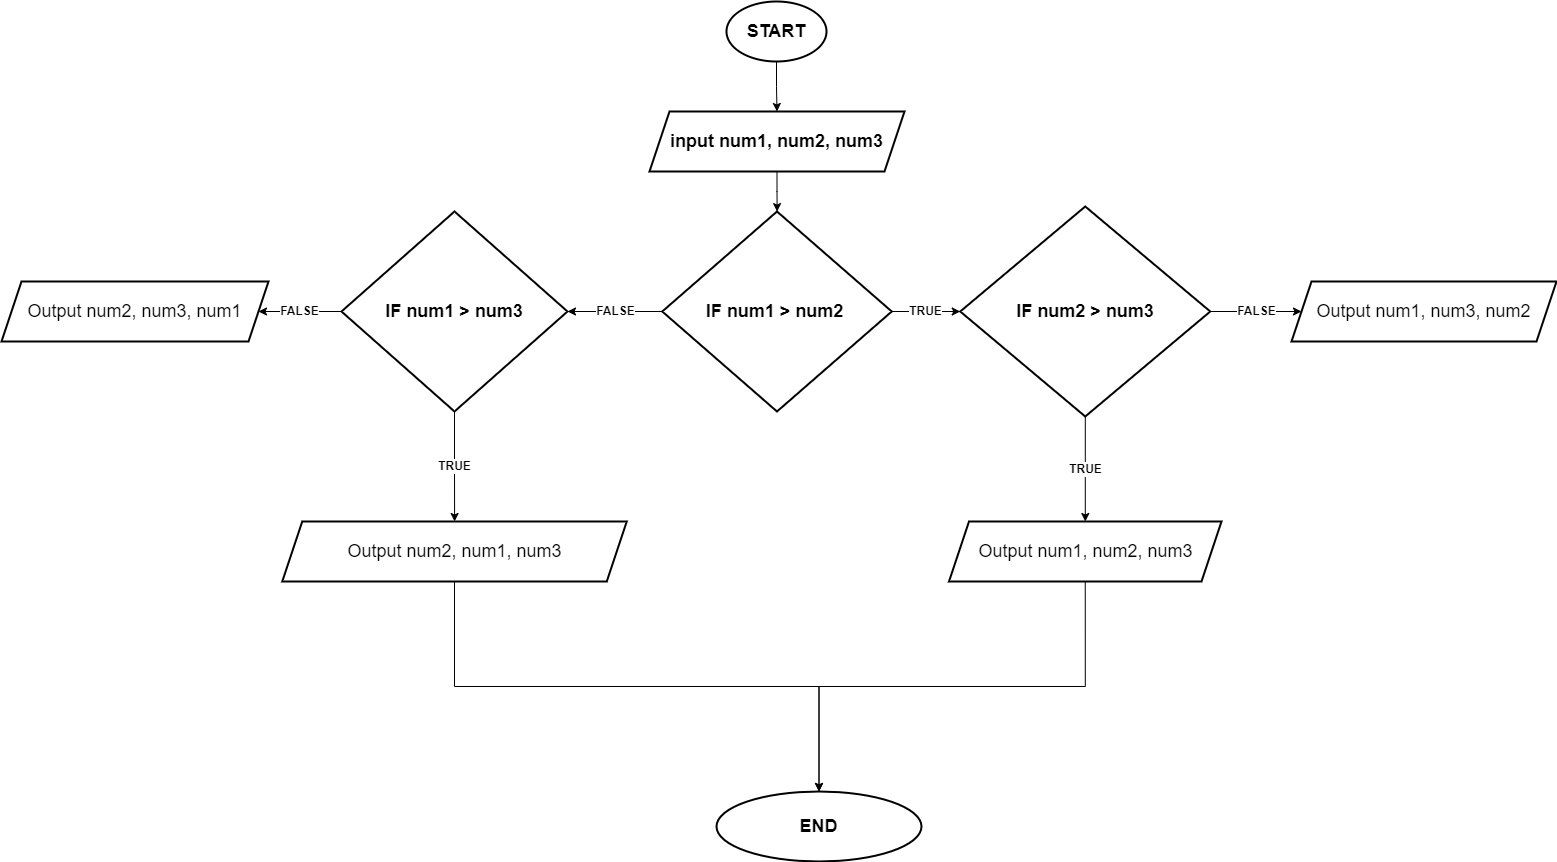 START
input num1, num2, num3
Output num2, num3, num1
FALSE
IF num1 > num3
FALSE
IF num1 > num2
TRUE
IF num2 > num3
FALSE
Output num1, num3, num2
TRUE
TRUE
Output num2, num1, num3
Output num1, num2, num3
END